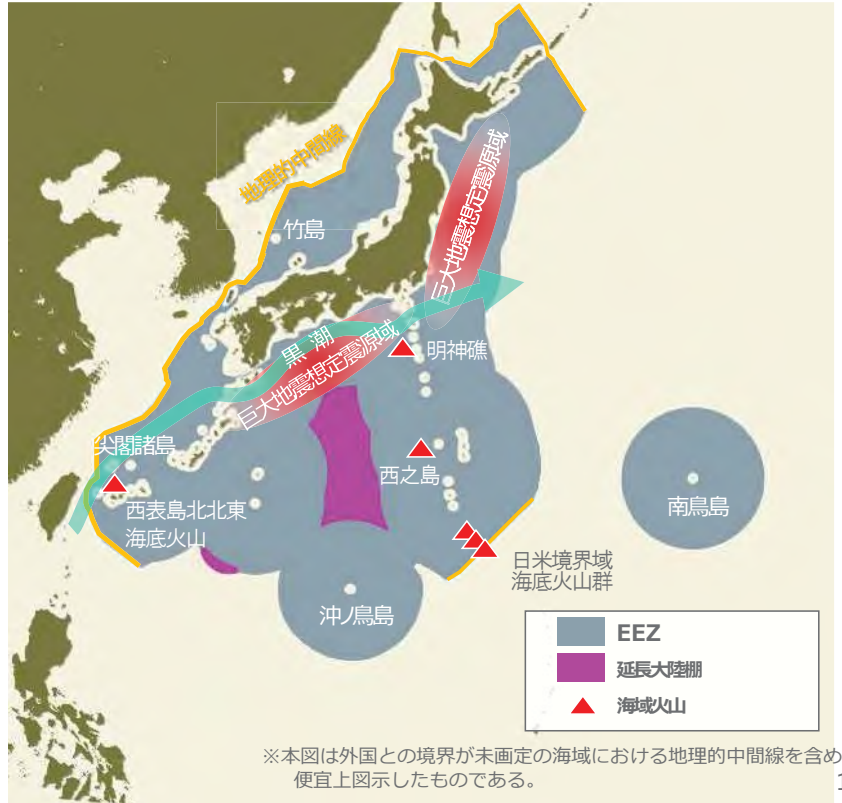 地理的中間線
竹島
巨大地震想定震源域
黒潮
巨大地震想定震源域
明神礁
尖閣諸島
西之島
西表島北北東
海底火山
南鳥島
日米境界域
海底火山群
沖ノ鳥島
EEZ
延長大陸棚
海域火山
※本図は外国との境界が未画定の海域における地理的中間線を含め
便宜上図示したものである。
1